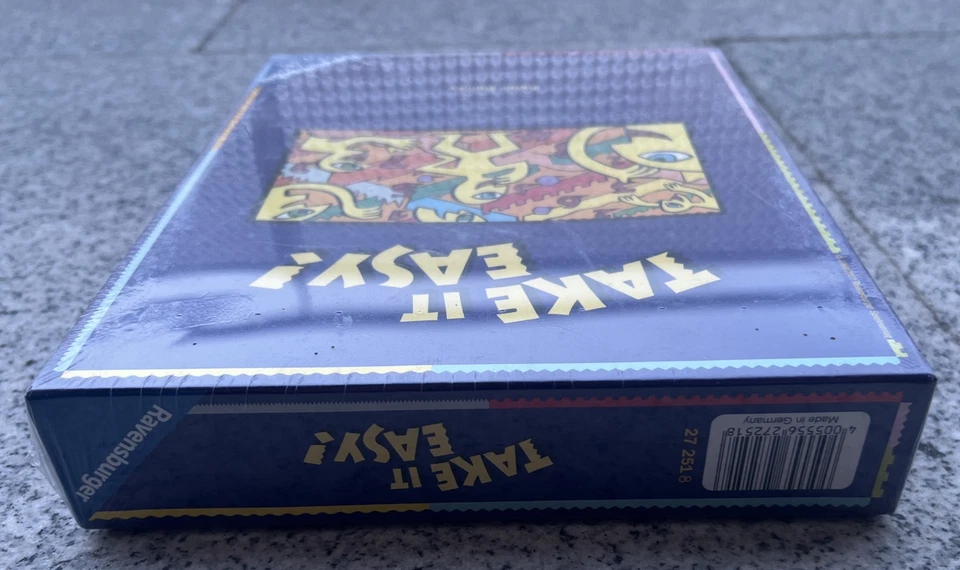 TAKE IT
EASY!
Ravensburger
TAKE IT
EASY!
27 251 8
4 005556 272518
Made in Germany